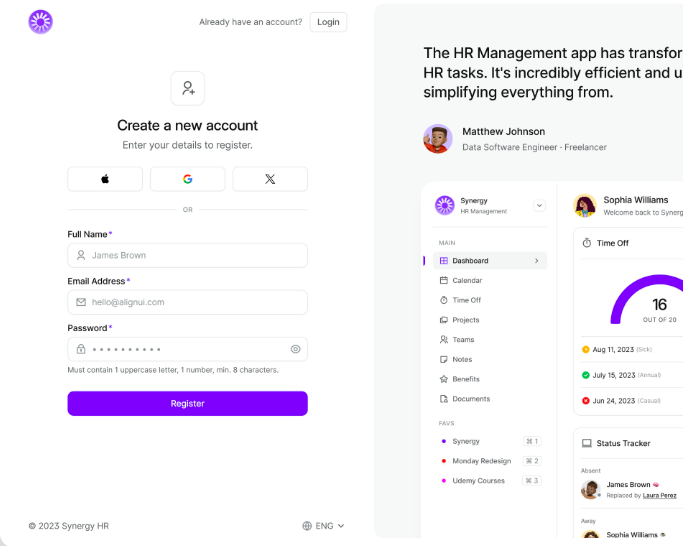 Already have an account?
Login
Create a new account
Enter your details to register.
OR
Full Name*
James Brown
Email Address*
hello@alignui.com
Password*
Must contain 1 uppercase letter, 1 number, min. 8 characters.
Register
© 2023 Synergy HR
ENG
The HR Management app has transfor
HR tasks. It's incredibly efficient and u
simplifying everything from.
Matthew Johnson
Data Software Engineer · Freelancer
Synergy
HR Management
MAIN
Dashboard
Calendar
Time Off
Projects
Teams
Notes
Benefits
Documents
FAVS
Synergy ⌘ 1
Monday Redesign ⌘ 2
Udemy Courses ⌘ 3
Sophia Williams
Welcome back to Synerg
Time Off
16
OUT OF 20
Aug 11, 2023 (Sick)
July 15, 2023 (Annual)
Jun 24, 2023 (Casual)
Status Tracker
Absent
James Brown
Replaced by Laura Perez
Away
Sophia Williams